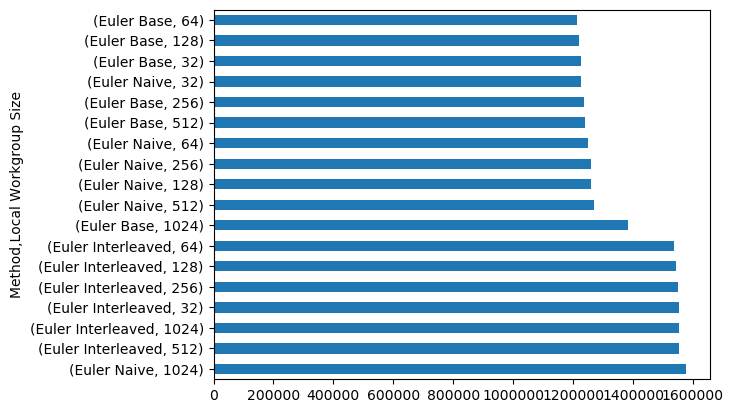 (Euler Base, 64)
(Euler Base, 128)
(Euler Base, 32)
(Euler Naive, 32)
(Euler Base, 256)
(Euler Base, 512)
(Euler Naive, 64)
(Euler Naive, 256)
(Euler Naive, 128)
(Euler Naive, 512)
(Euler Base, 1024)
(Euler Interleaved, 64)
(Euler Interleaved, 128)
(Euler Interleaved, 256)
(Euler Interleaved, 32)
(Euler Interleaved, 1024)
(Euler Interleaved, 512)
(Euler Naive, 1024)
Method,Local Workgroup Size
0 200000 400000 600000 800000 1000000 1200000 1400000 1600000